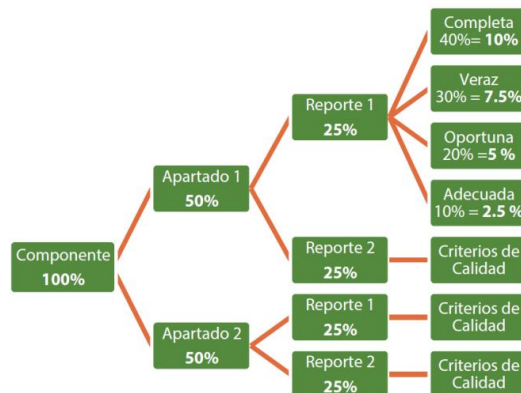 Componente
100%
Apartado 1
50%
Reporte 1
25%
Completa
40%= 10%
Veraz
30% = 7.5%
Oportuna
20% =5 %
Adecuada
10% = 2.5 %
Reporte 2
25%
Criterios de
Calidad
Apartado 2
50%
Reporte 1
25%
Criterios de
Calidad
Reporte 2
25%
Criterios de
Calidad